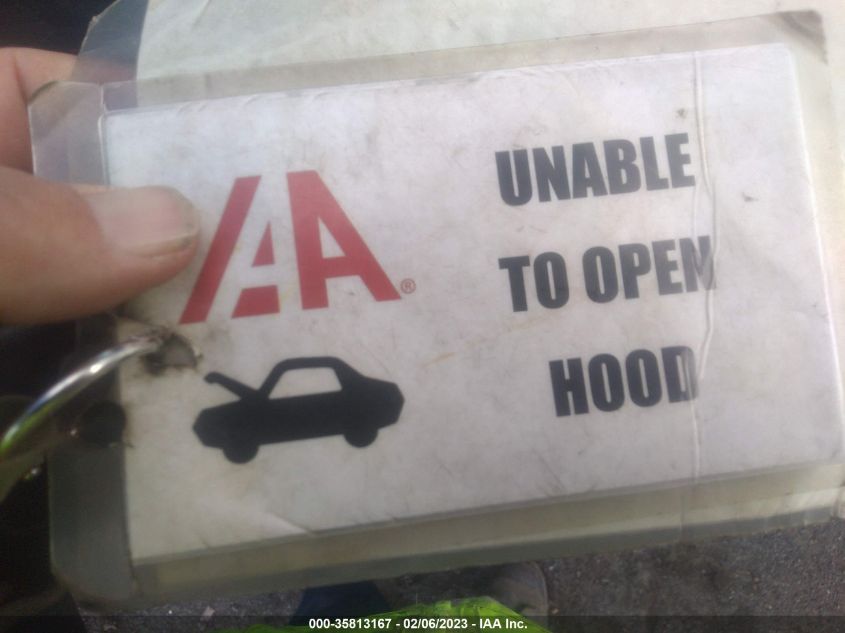 IAA®
UNABLE
TO OPEN
HOOD
000-35813167 - 02/06/2023 - IAA Inc.